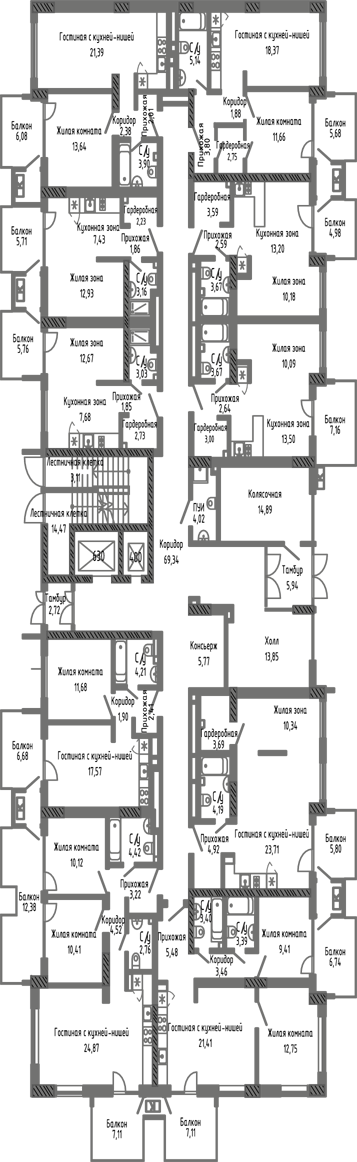 Гостиная с кухней-нишей
21,39
С/у
5,14
Гостиная с кухней-нишей
18,37
Балкон
6,08
Жилая комната
13,64
Коридор
2,38
Прихожая
С/у
3,90
Прихожая
3,80
Коридор
1,88
Гардеробная
2,75
Жилая комната
11,66
Балкон
5,68
Балкон
5,71
Кухонная зона
7,43
Гардеробная
2,23
Прихожая
1,86
Жилая зона
12,93
С/у
3,16
Гардеробная
3,59
Прихожая
2,59
Кухонная зона
13,20
Балкон
4,98
С/у
3,67
Жилая зона
10,18
Балкон
5,76
Жилая зона
12,67
С/у
3,03
Прихожая
1,85
Кухонная зона
7,68
Гардеробная
2,73
С/у
3,67
Жилая зона
10,09
Прихожая
2,64
Гардеробная
3,00
Кухонная зона
13,50
Балкон
7,16
Лестничная клетка
3,11
Лестничная клетка
14,47
630
400
ПУИ
4,02
Колясочная
14,89
Коридор
69,34
Тамбур
5,94
Тамбур
2,72
Консьерж
5,77
Холл
13,85
Жилая комната
11,68
С/у
4,21
Коридор
1,90
Прихожая
Гостиная с кухней-нишей
17,57
Балкон
6,68
Гардеробная
3,69
Жилая зона
10,34
С/у
4,19
Прихожая
4,92
Гостиная с кухней-нишей
23,71
Балкон
5,80
Жилая комната
10,12
С/у
4,42
Прихожая
3,22
Балкон
12,38
Жилая комната
10,41
Коридор
4,52
С/у
2,76
Прихожая
5,48
С/у
3,40
С/у
3,39
Коридор
3,46
Жилая комната
9,41
Балкон
6,74
Гостиная с кухней-нишей
24,87
Гостиная с кухней-нишей
21,41
Жилая комната
12,75
Балкон
7,11
Балкон
7,11